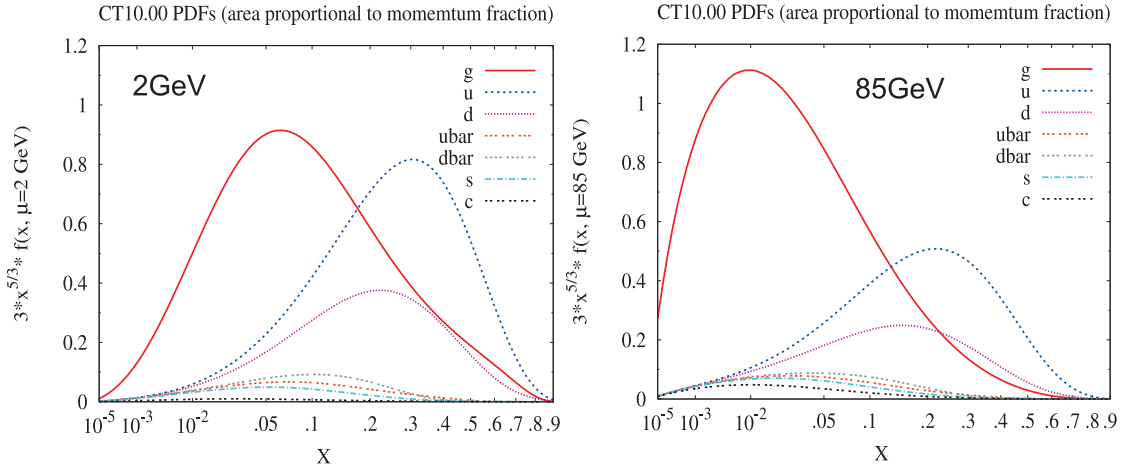 CT10.00 PDFs (area proportional to momemtum fraction)
2GeV
g
u
d
ubar
dbar
s
c
1.2
1
0.8
0.6
0.4
0.2
0
3*x^5/3* f(x, μ=2 GeV)
10^-5 10^-3 10^-2 .05 .1 .2 .3 .4 .5 .6 .7 .8 .9
X
CT10.00 PDFs (area proportional to momemtum fraction)
85GeV
g
u
d
ubar
dbar
s
c
1.2
1
0.8
0.6
0.4
0.2
0
3*x^5/3* f(x, μ=85 GeV)
10^-5 10^-3 10^-2 .05 .1 .2 .3 .4 .5 .6 .7 .8 .9
X